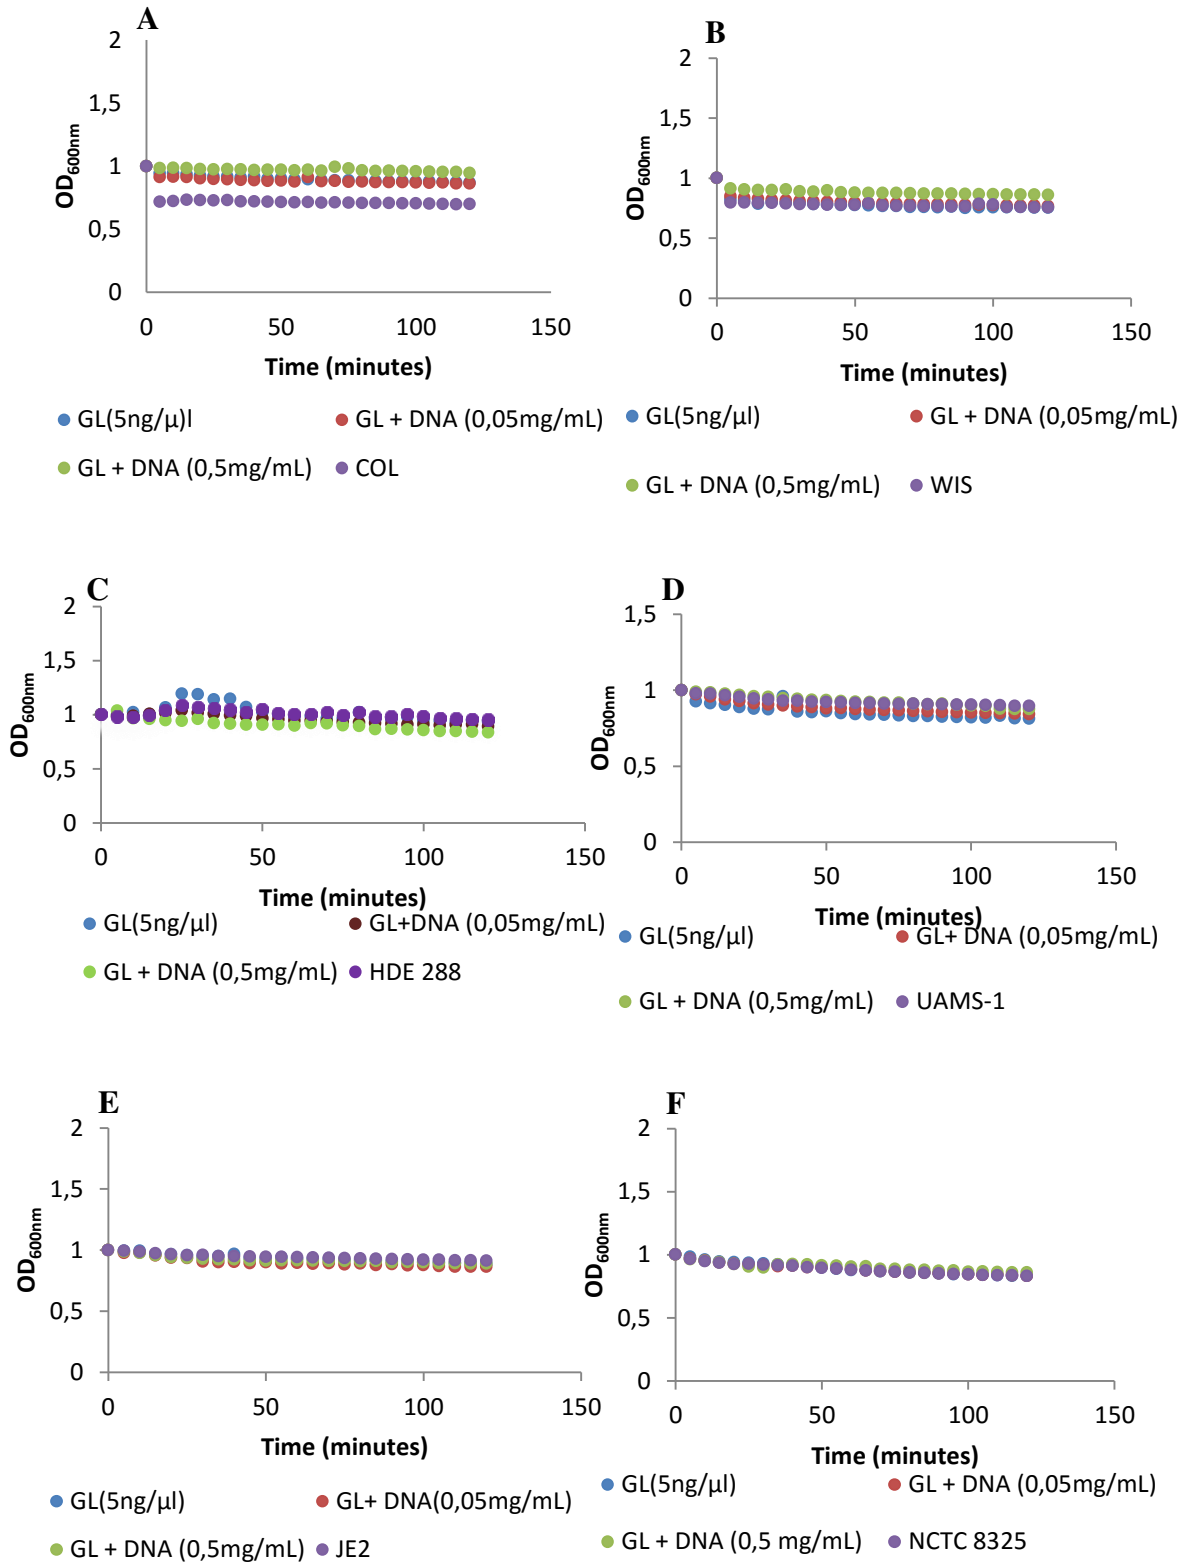 A
2
1,5
1
0,5
0
OD600nm
0 50 100 150
Time (minutes)
GL(5ng/µ)l GL + DNA (0,05mg/mL)
GL + DNA (0,5mg/mL) COL
B
2
1,5
1
0,5
0
OD600nm
0 50 100 150
Time (minutes)
GL(5ng/µl) GL + DNA (0,05mg/mL)
GL + DNA (0,5mg/mL) WIS
C
2
1,5
1
0,5
0
OD600nm
0 50 100 150
Time (minutes)
GL(5ng/µl) GL+DNA (0,05mg/mL)
GL + DNA (0,5mg/mL) HDE 288
D
1,5
1
0,5
0
OD600nm
0 50 100 150
Time (minutes)
GL(5ng/µl) GL+ DNA (0,05mg/mL)
GL + DNA (0,5mg/mL) UAMS-1
E
2
1,5
1
0,5
0
OD600nm
0 50 100 150
Time (minutes)
GL(5ng/µl) GL+ DNA(0,05mg/mL)
GL + DNA (0,5mg/mL) JE2
F
2
1,5
1
0,5
0
OD600nm
0 50 100 150
Time (minutes)
GL(5ng/µl) GL + DNA (0,05mg/mL)
GL + DNA (0,5 mg/mL) NCTC 8325